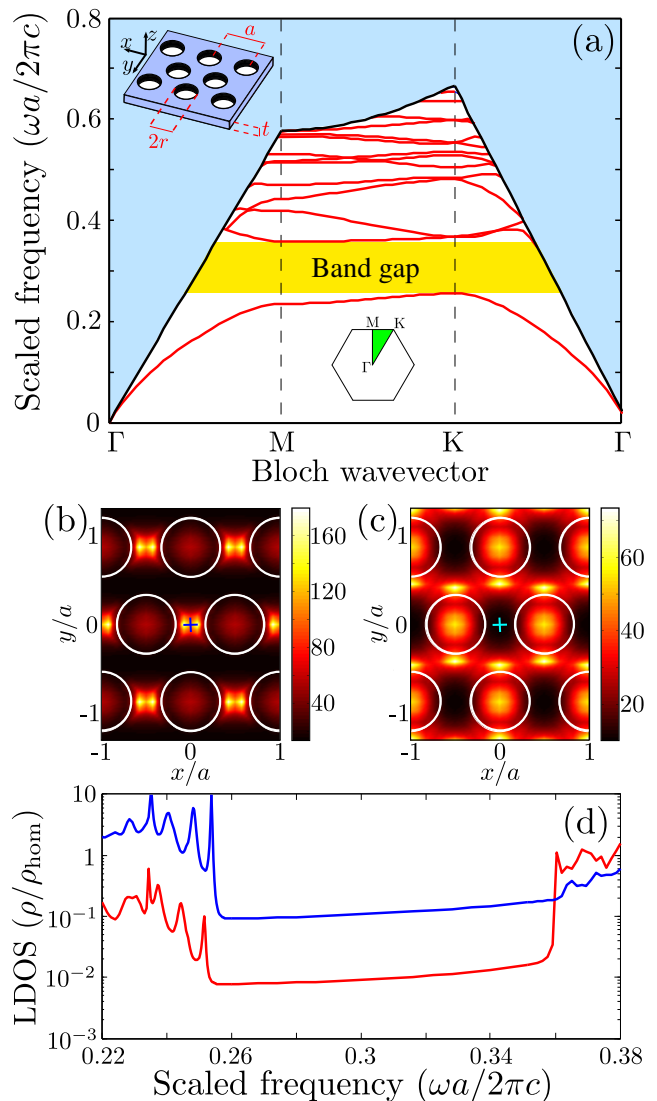 (a)
0.8
0.6
0.4
0.2
0
Scaled frequency (ωa/2πc)
x
y
z
a
2r
t
Band gap
M K
Γ
Γ M K Γ
Bloch wavevector
(b)
1
0
-1
y/a
-1 0 1
x/a
160
120
80
40
(c)
1
0
-1
y/a
-1 0 1
x/a
60
40
20
(d)
10
1
10⁻¹
10⁻²
10⁻³
LDOS (ρ/ρhom)
0.22 0.26 0.3 0.34 0.38
Scaled frequency (ωa/2πc)